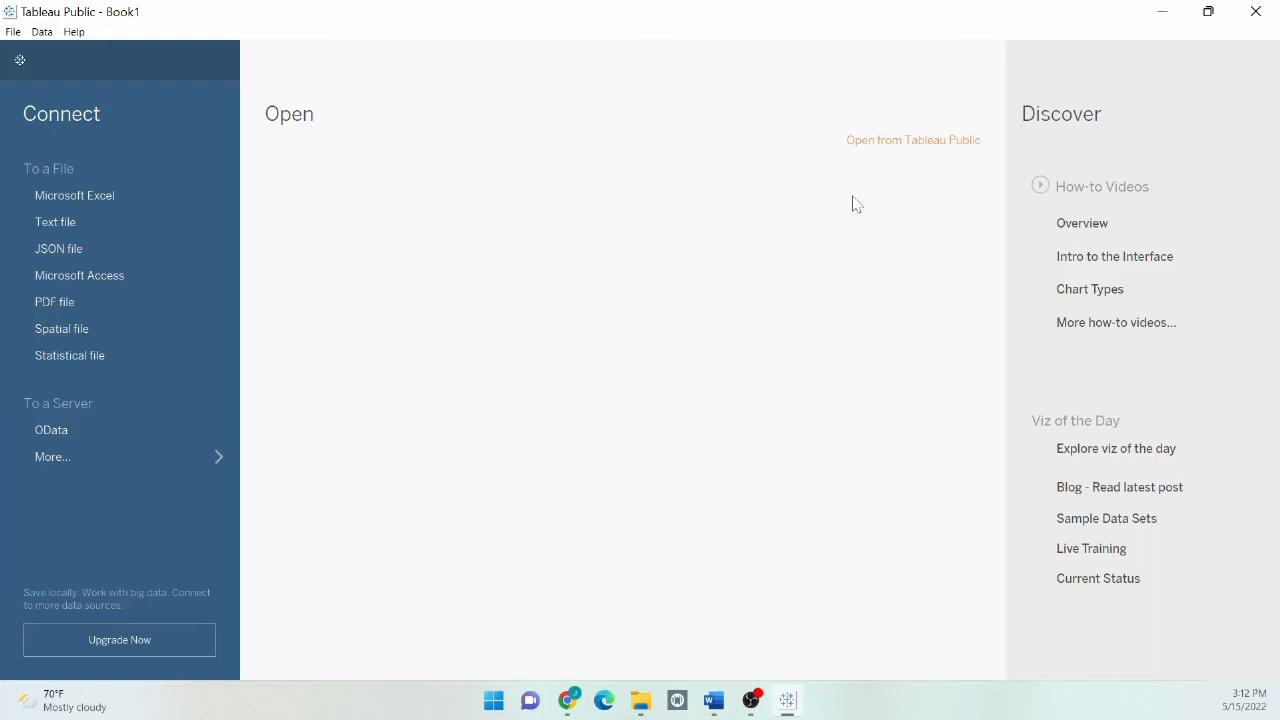 Tableau Public - Book1
File Data Help
Connect
To a File
Microsoft Excel
Text file
JSON file
Microsoft Access
PDF file
Spatial file
Statistical file
To a Server
OData
More...
Save locally. Work with big data. Connect
to more data sources.
Upgrade Now
Open
Open from Tableau Public
Discover
How-to Videos
Overview
Intro to the Interface
Chart Types
More how-to videos...
Viz of the Day
Explore viz of the day
Blog - Read latest post
Sample Data Sets
Live Training
Current Status
70°F
Mostly cloudy
3:12 PM
5/15/2022